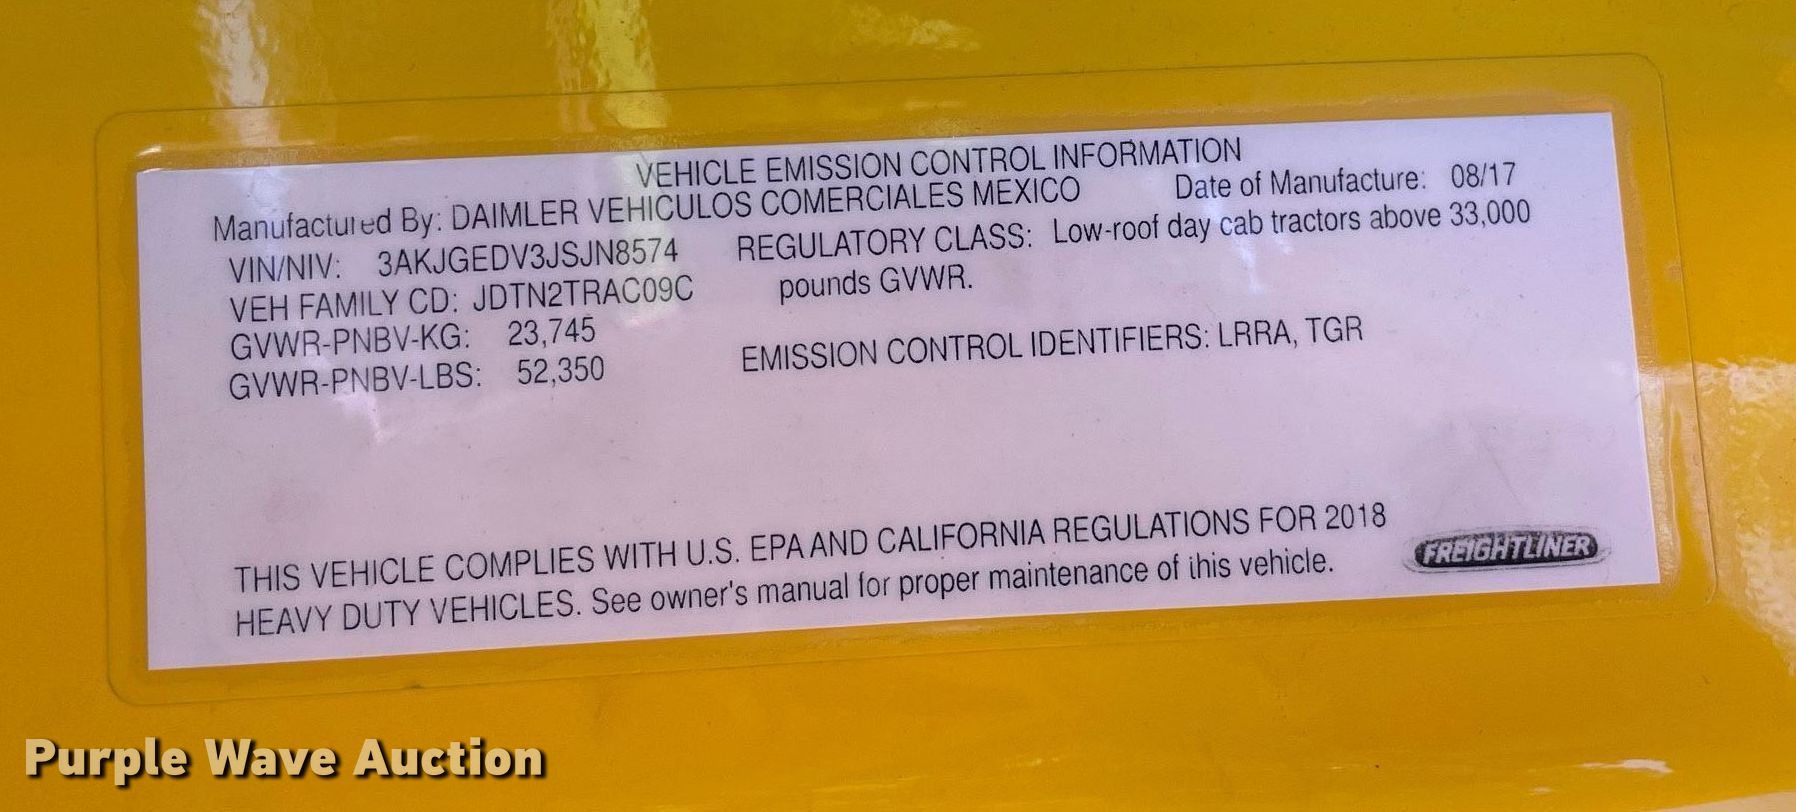 VEHICLE EMISSION CONTROL INFORMATION
Manufactured By: DAIMLER VEHICULOS COMERCIALES MEXICO Date of Manufacture: 08/17
VIN/NIV: 3AKJGEDV3JSJN8574 REGULATORY CLASS: Low-roof day cab tractors above 33,000
VEH FAMILY CD: JDTN2TRAC09C pounds GVWR.
GVWR-PNBV-KG: 23,745
GVWR-PNBV-LBS: 52,350 EMISSION CONTROL IDENTIFIERS: LRRA, TGR
THIS VEHICLE COMPLIES WITH U.S. EPA AND CALIFORNIA REGULATIONS FOR 2018
HEAVY DUTY VEHICLES. See owner's manual for proper maintenance of this vehicle.
FREIGHTLINER
Purple Wave Auction